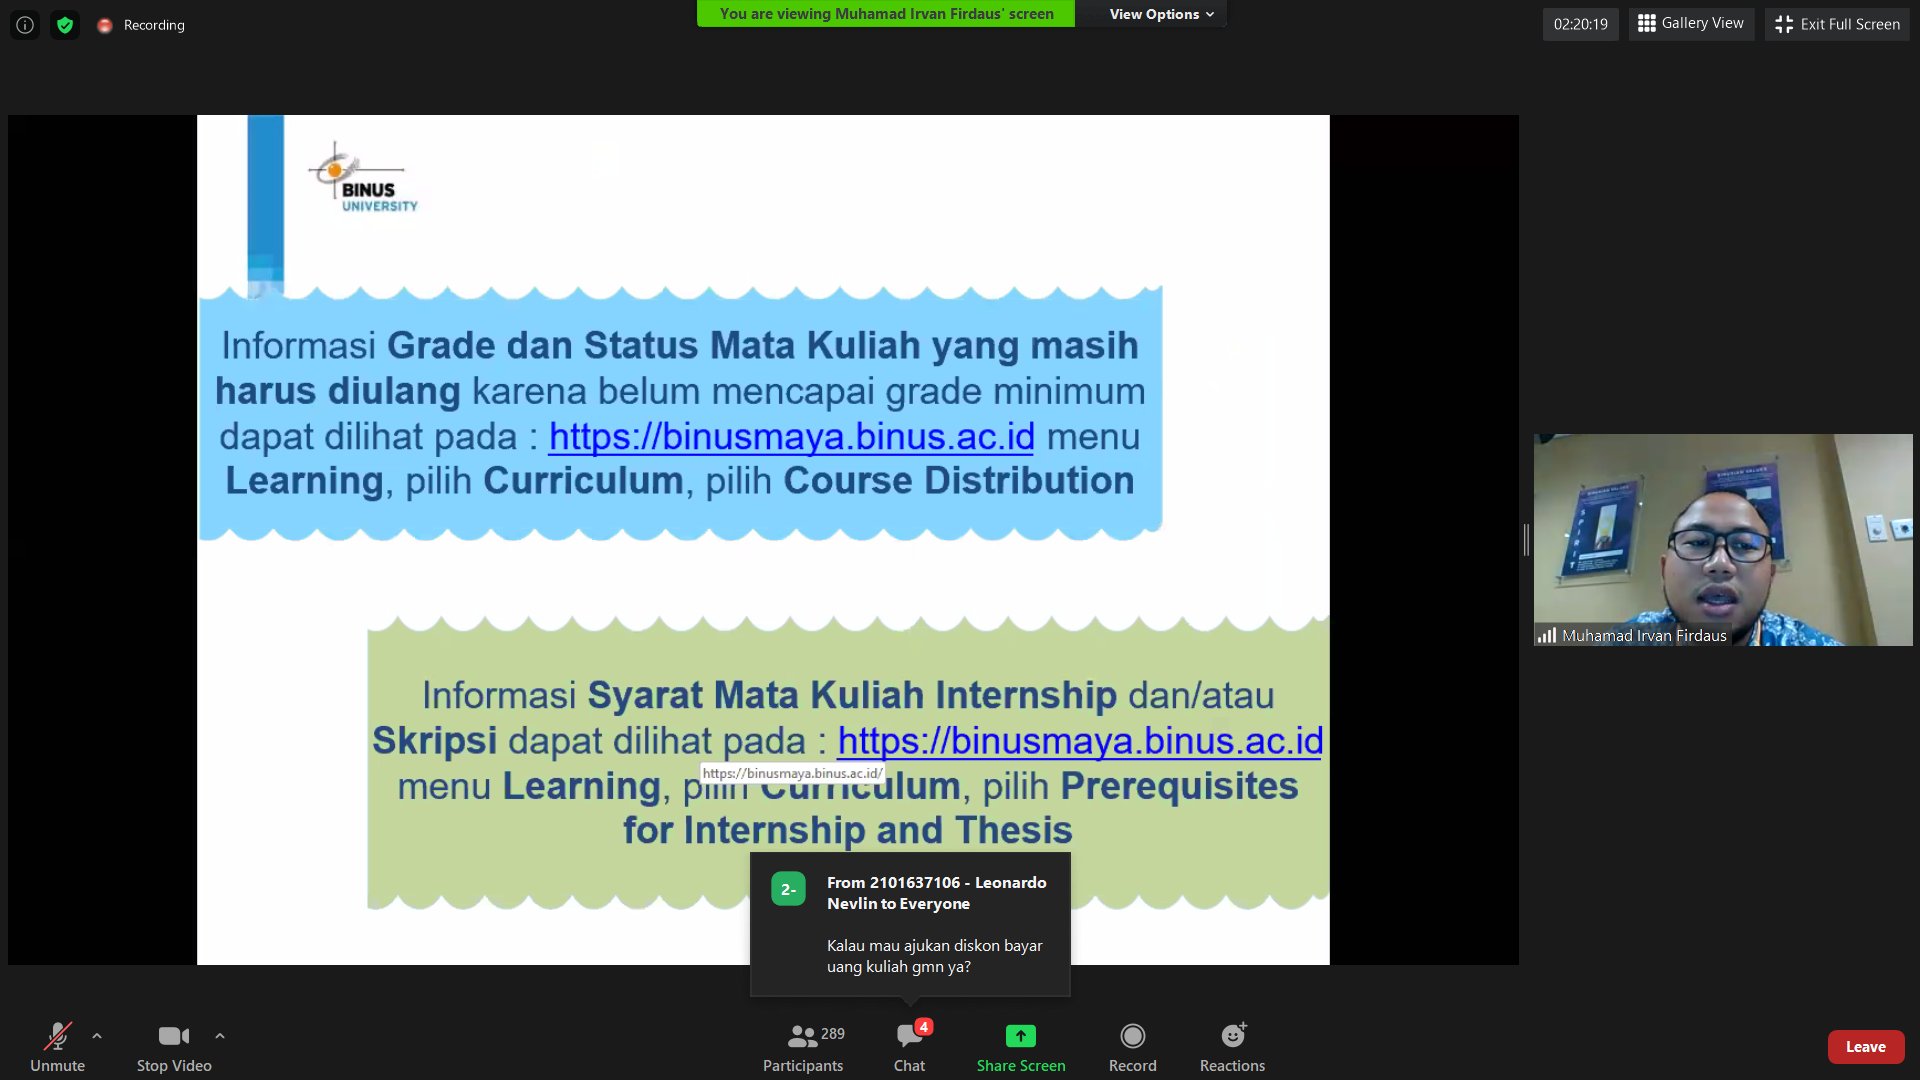 Recording
You are viewing Muhamad Irvan Firdaus' screen
View Options
02:20:19
Gallery View
Exit Full Screen
BINUS
UNIVERSITY
Informasi Grade dan Status Mata Kuliah yang masih
harus diulang karena belum mencapai grade minimum
dapat dilihat pada : https://binusmaya.binus.ac.id menu
Learning, pilih Curriculum, pilih Course Distribution
Informasi Syarat Mata Kuliah Internship dan/atau
Skripsi dapat dilihat pada : https://binusmaya.binus.ac.id
https://binusmaya.binus.ac.id/
menu Learning, pilih Curriculum, pilih Prerequisites
for Internship and Thesis
SPIRIT
Muhamad Irvan Firdaus
2-
From 2101637106 - Leonardo
Nevlin to Everyone
Kalau mau ajukan diskon bayar
uang kuliah gmn ya?
Unmute
Stop Video
289
Participants
4
Chat
Share Screen
Record
Reactions
Leave